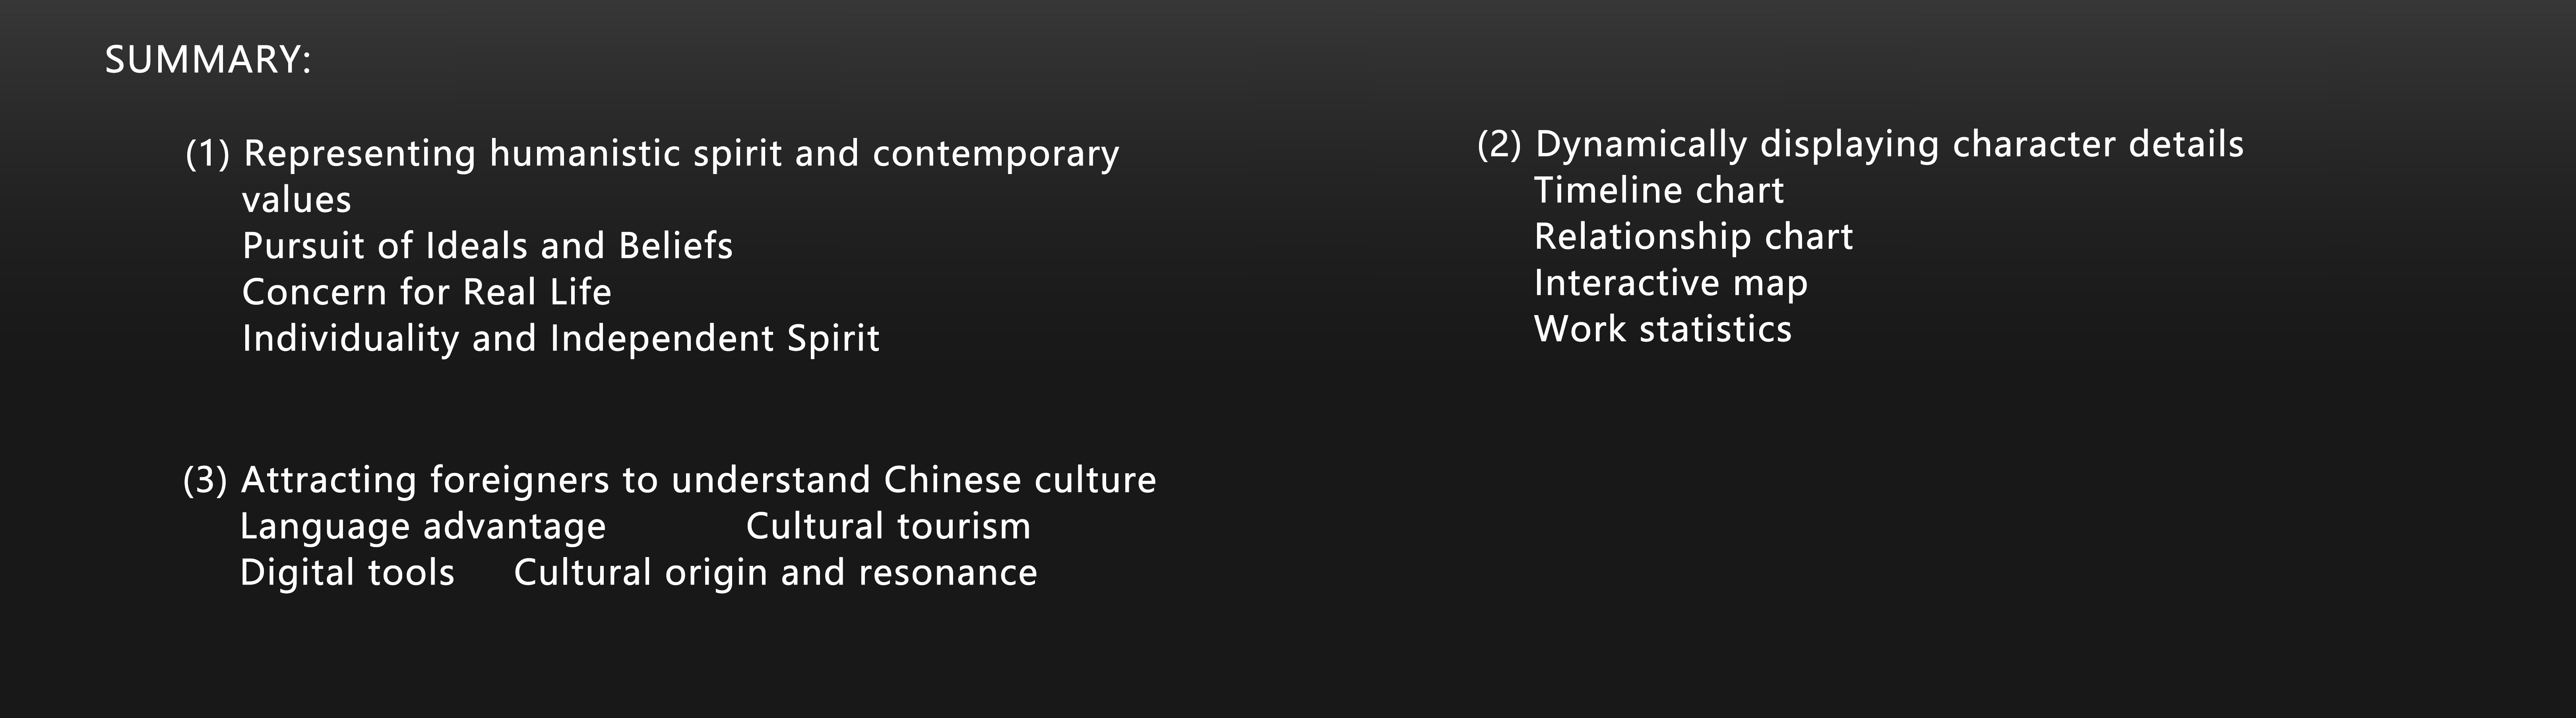 SUMMARY:
(1) Representing humanistic spirit and contemporary
values
Pursuit of Ideals and Beliefs
Concern for Real Life
Individuality and Independent Spirit
(2) Dynamically displaying character details
Timeline chart
Relationship chart
Interactive map
Work statistics
(3) Attracting foreigners to understand Chinese culture
Language advantage Cultural tourism
Digital tools Cultural origin and resonance